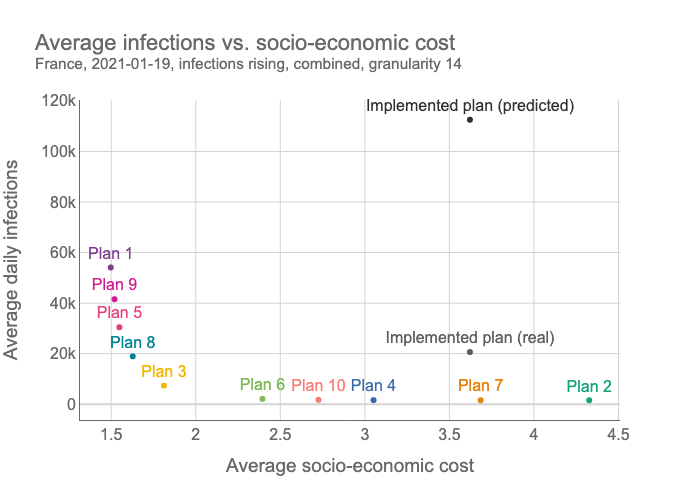 Average infections vs. socio-economic cost
France, 2021-01-19, infections rising, combined, granularity 14
120k
Implemented plan (predicted)
100k
Average daily infections
80k
60k
Plan 1
Plan 9
40k
Plan 5
Plan 8
Implemented plan (real)
20k
Plan 3
Plan 6 Plan 10 Plan 4 Plan 7 Plan 2
0
1.5 2 2.5 3 3.5 4 4.5
Average socio-economic cost